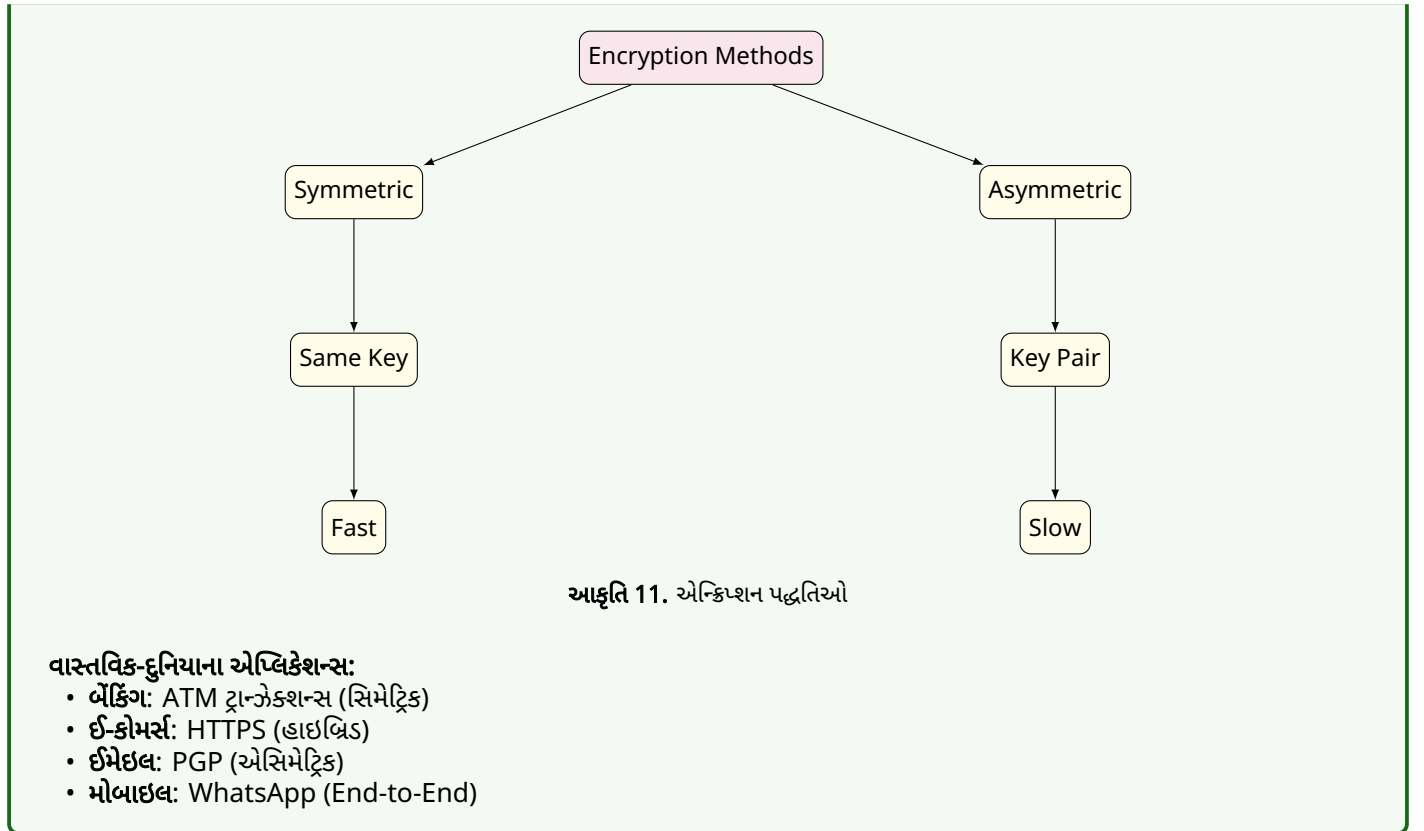 Encryption Methods
Symmetric
Asymmetric
Same Key
Key Pair
Fast
Slow
આકૃતિ 11. એન્ક્રિપ્શન પદ્ધતિઓ
વાસ્તવિક-દુનિયાના એપ્લિકેશન્સ:
• બેંકિંગ: ATM ટ્રાન્ઝેક્શન્સ (સિમેટ્રિક)
• ઈ-કોમર્સ: HTTPS (હાઇબ્રિડ)
• ઈમેઇલ: PGP (એસિમેટ્રિક)
• મોબાઇલ: WhatsApp (End-to-End)